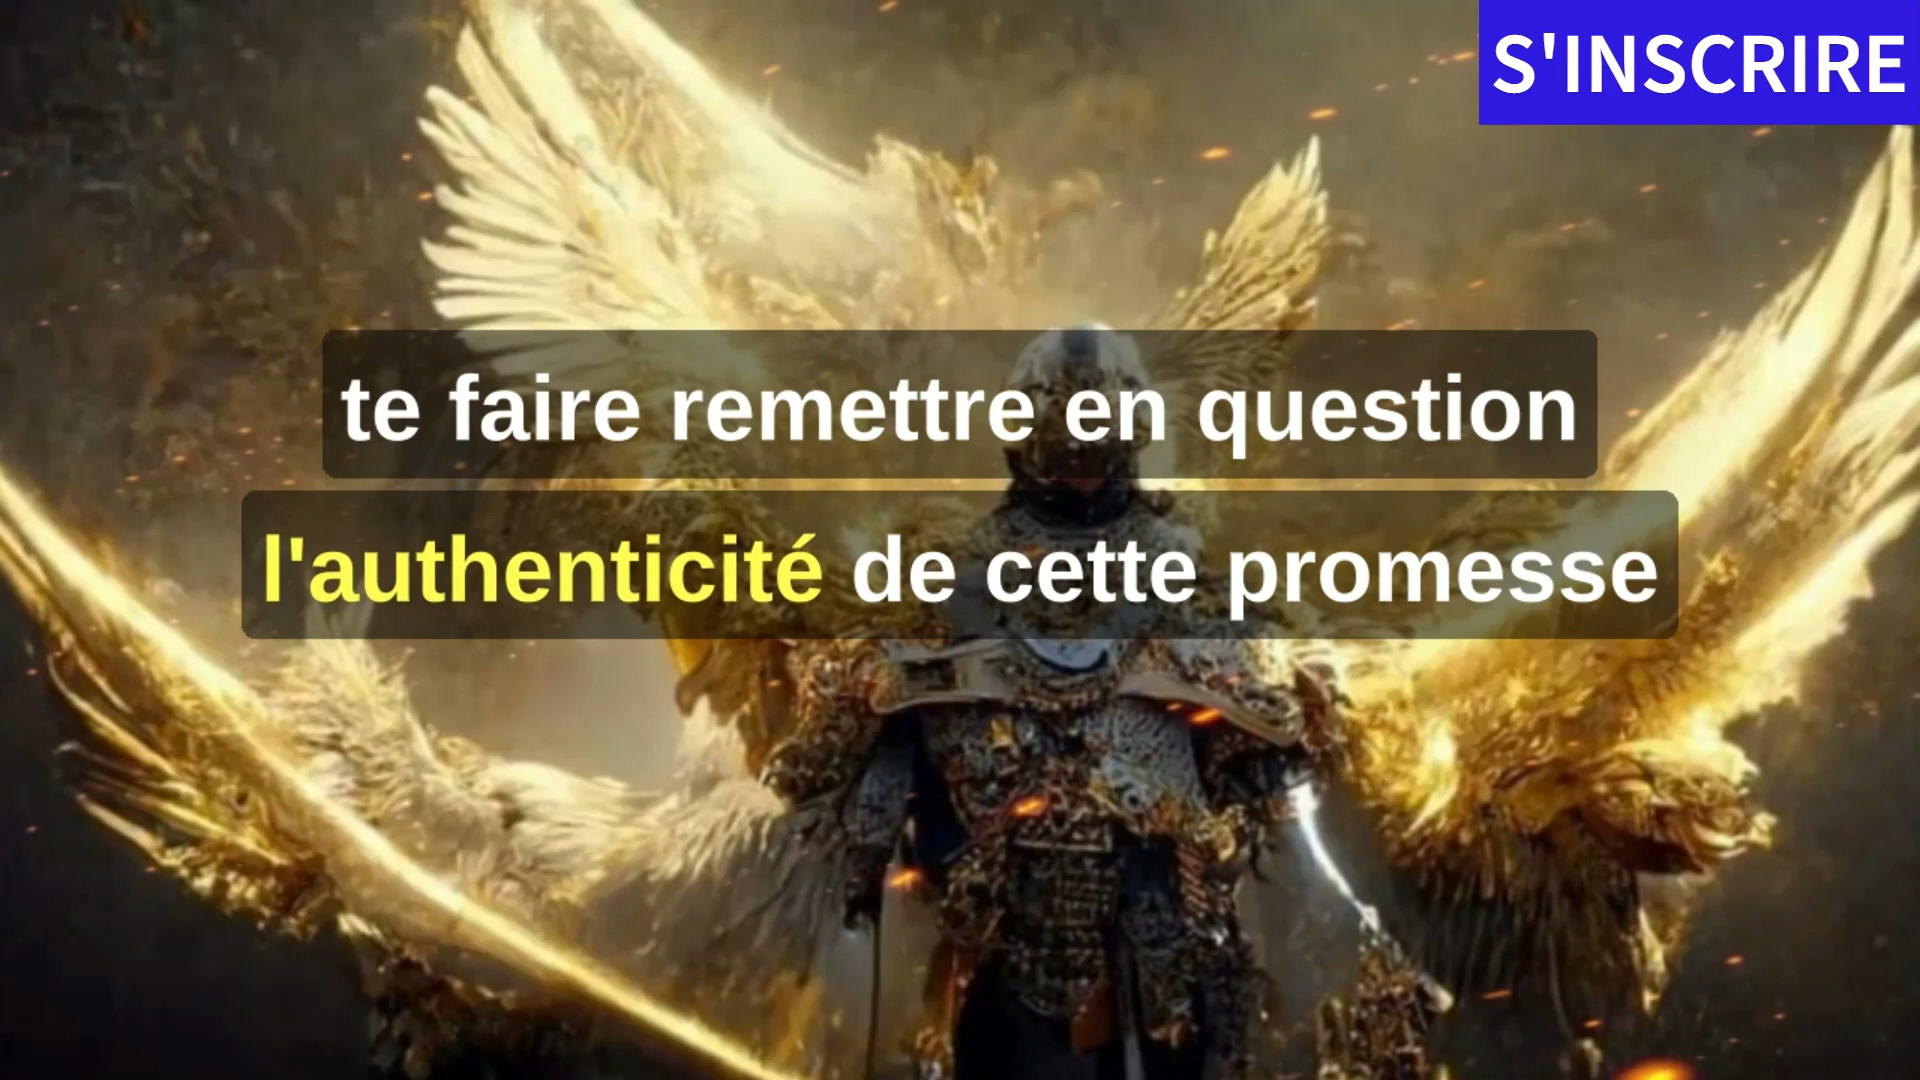 S'INSCRIRE
te faire remettre en question
l'authenticité de cette promesse